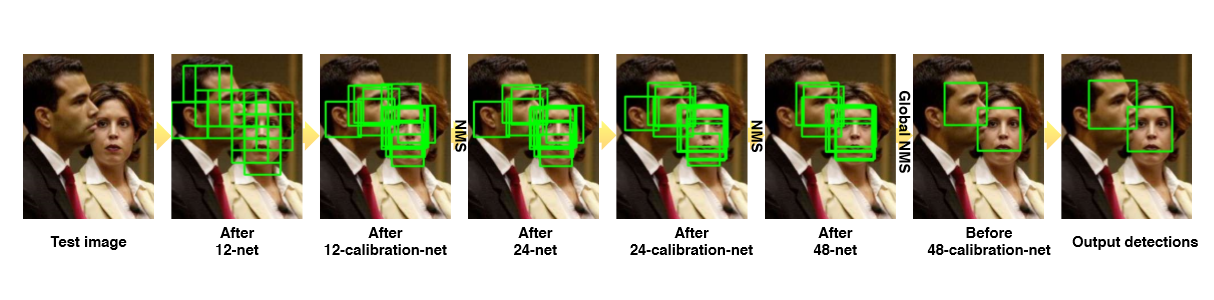 NMS
NMS
Global NMS
Test image
After
12-net
After
12-calibration-net
After
24-net
After
24-calibration-net
After
48-net
Before
48-calibration-net
Output detections